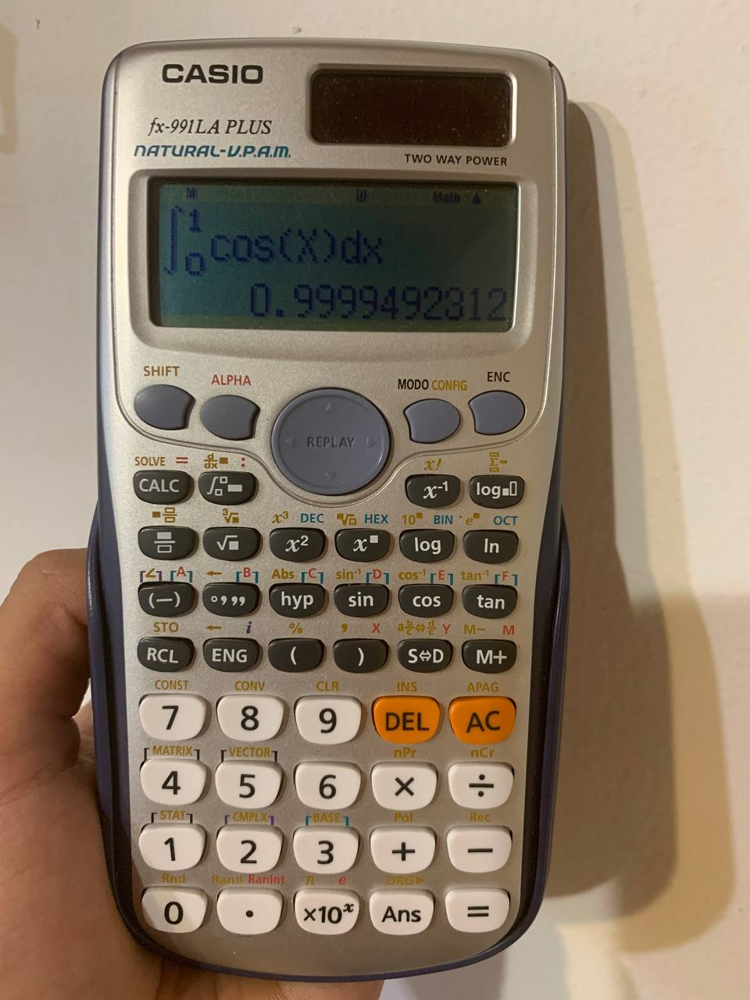 CASIO
fx-991LA PLUS
NATURAL-V.P.A.M.
TWO WAY POWER
M D Math ▲
∫₀¹cos(X)dx
0.9999492312
SHIFT ALPHA MODO CONFIG ENC
REPLAY
SOLVE = d/dx■ : x! Σ▫
CALC ∫▫ x⁻¹ log▪▯
■▫/▫ ³√ x³ DEC ▪√▫ HEX 10▪ BIN e▪ OCT
▫/▫ √▪ x² x▪ log ln
∠ A ← B Abs C sin⁻¹ D cos⁻¹ E tan⁻¹ F
(−) °,,, hyp sin cos tan
STO ← i % , X a b/c⇔d/c Y M− M
RCL ENG ( ) S⇔D M+
CONST CONV CLR INS APAG
7 8 9 DEL AC
MATRIX VECTOR nPr nCr
4 5 6 × ÷
STAT CMPLX BASE Pol Rec
1 2 3 + −
Rnd Ran# RanInt π e DRG▶
0 . ×10ˣ Ans =